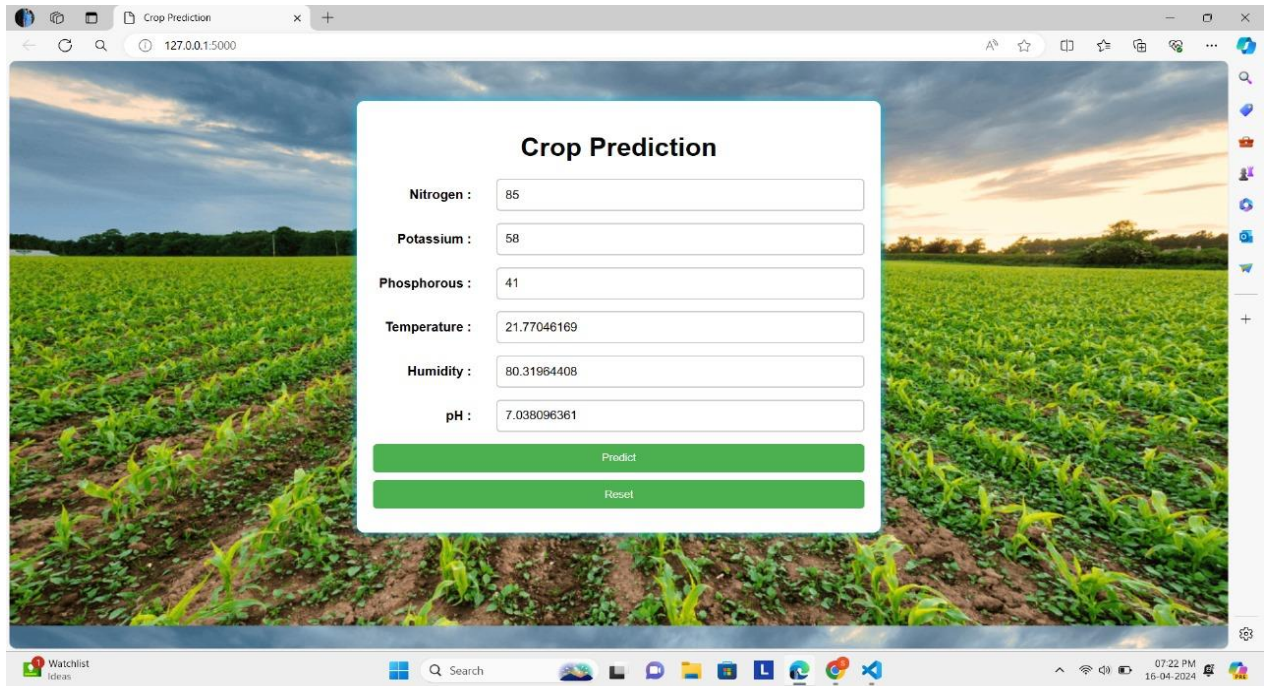 Crop Prediction
127.0.0.1:5000
Crop Prediction
Nitrogen : 85
Potassium : 58
Phosphorous : 41
Temperature : 21.77046169
Humidity : 80.31964408
pH : 7.038096361
Predict
Reset
Watchlist
Ideas
Search
07:22 PM
16-04-2024